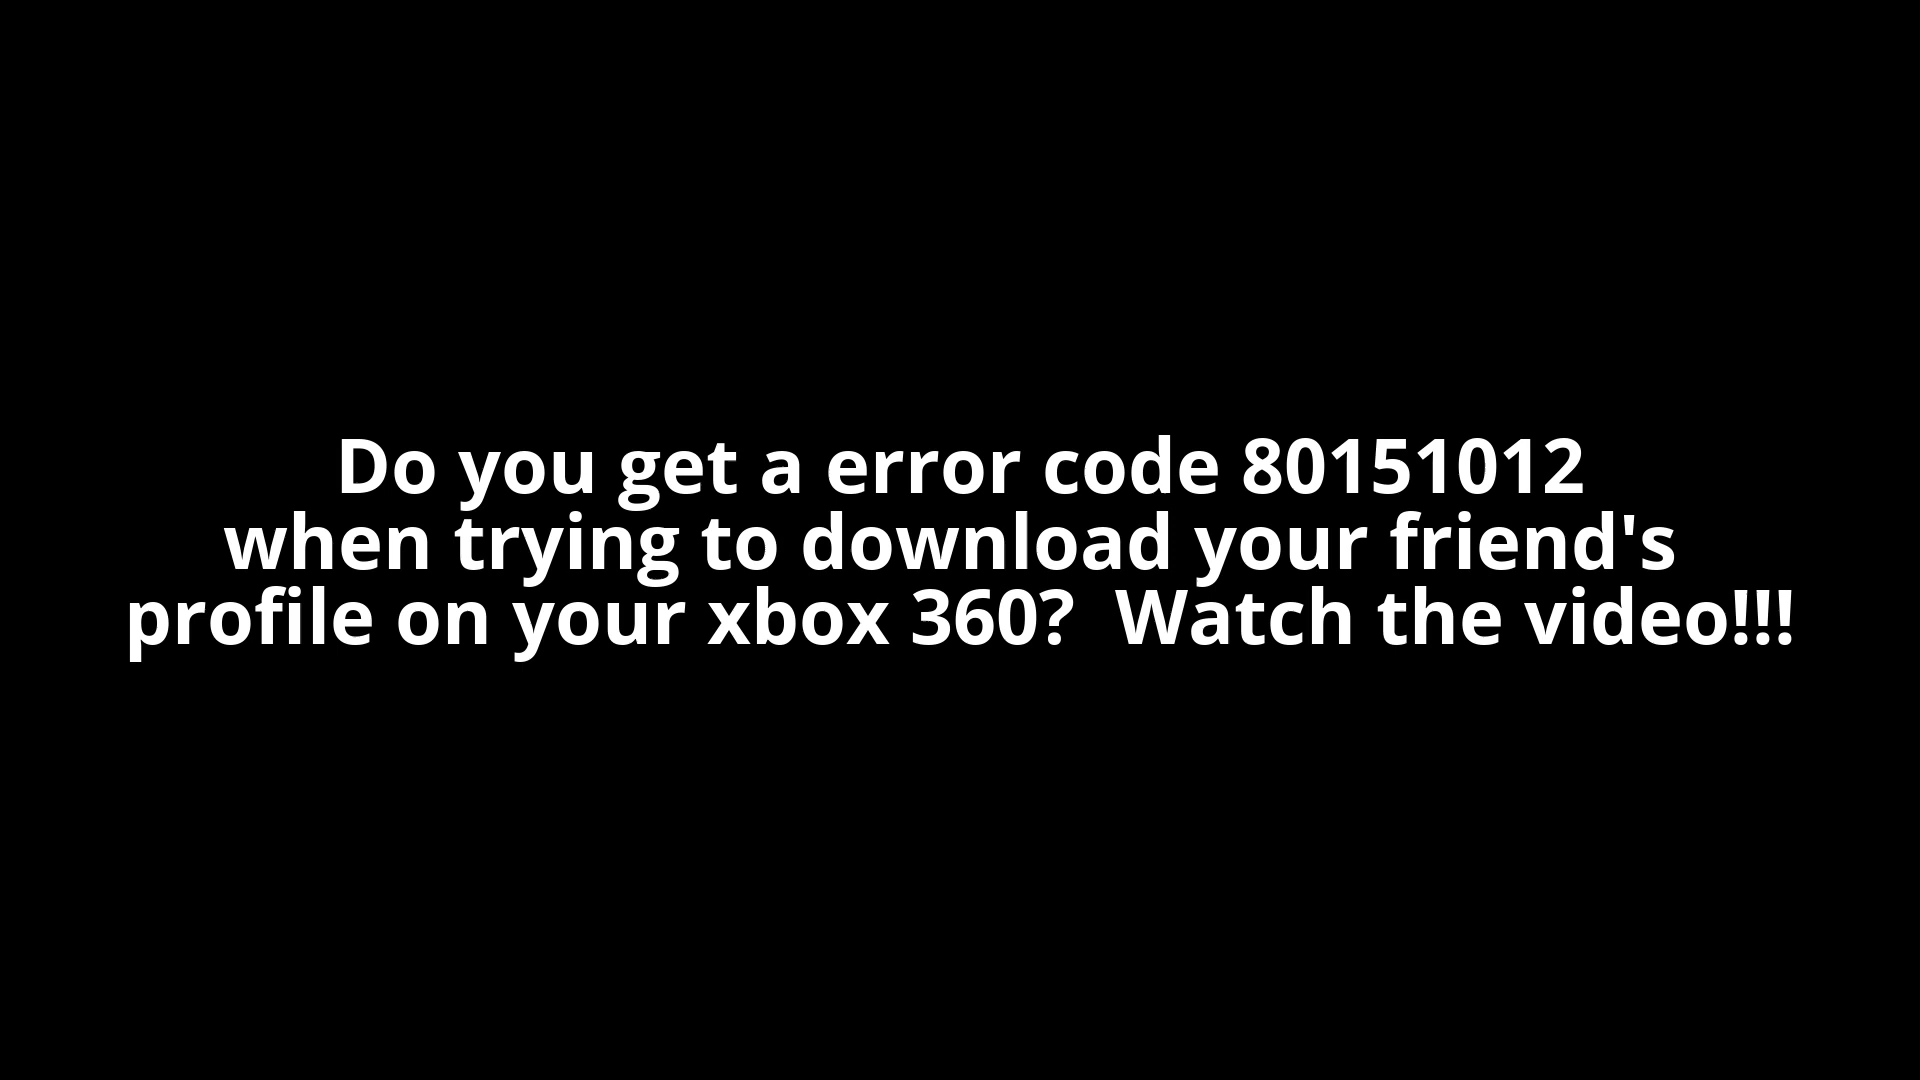 Do you get a error code 80151012
when trying to download your friend's
profile on your xbox 360?  Watch the video!!!